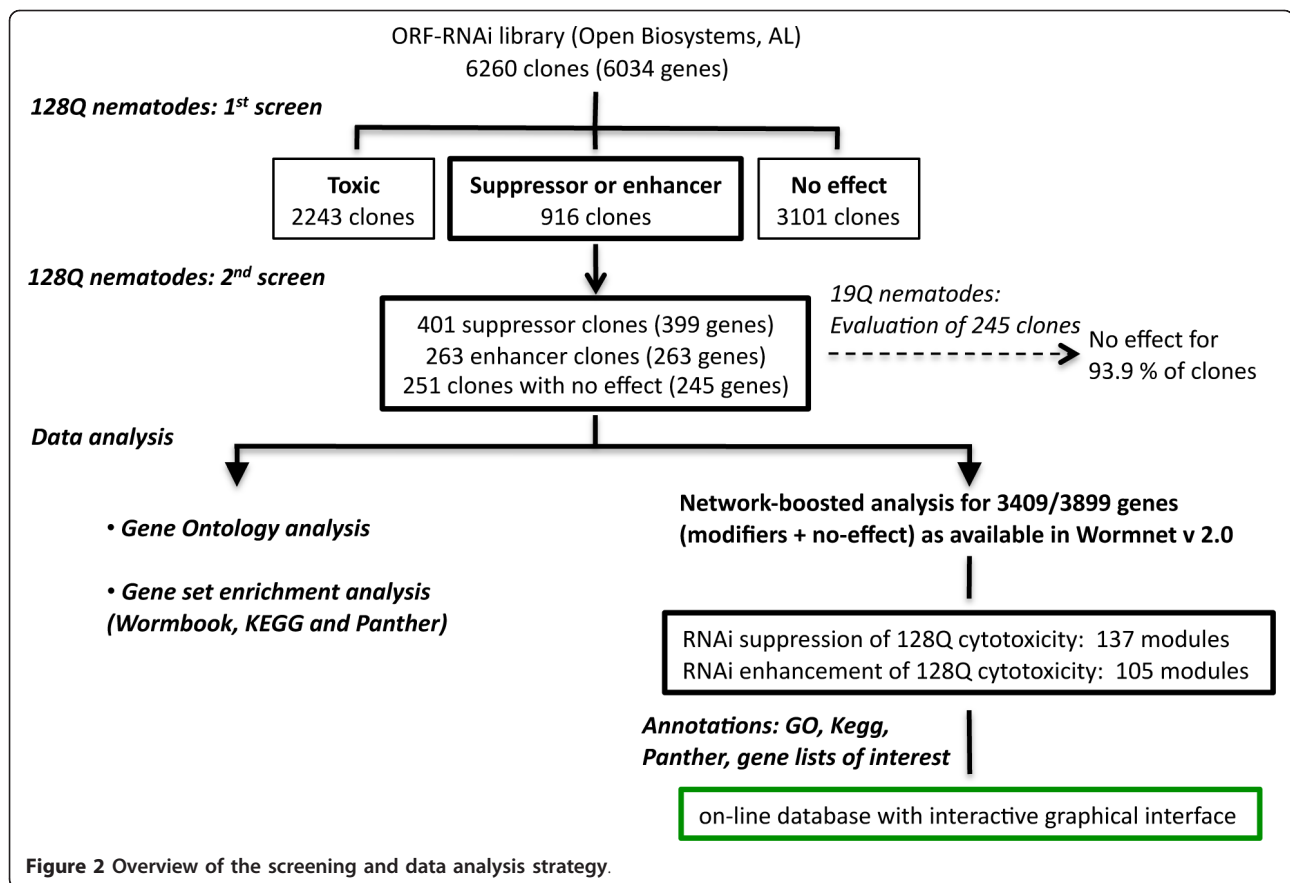 ORF-RNAi library (Open Biosystems, AL)
6260 clones (6034 genes)
128Q nematodes: 1st screen
Toxic
2243 clones
Suppressor or enhancer
916 clones
No effect
3101 clones
128Q nematodes: 2nd screen
401 suppressor clones (399 genes)
263 enhancer clones (263 genes)
251 clones with no effect (245 genes)
19Q nematodes:
Evaluation of 245 clones
No effect for
93.9 % of clones
Data analysis
• Gene Ontology analysis
• Gene set enrichment analysis
(Wormbook, KEGG and Panther)
Network-boosted analysis for 3409/3899 genes
(modifiers + no-effect) as available in Wormnet v 2.0
RNAi suppression of 128Q cytotoxicity: 137 modules
RNAi enhancement of 128Q cytotoxicity: 105 modules
Annotations: GO, Kegg,
Panther, gene lists of interest
on-line database with interactive graphical interface
Figure 2 Overview of the screening and data analysis strategy.